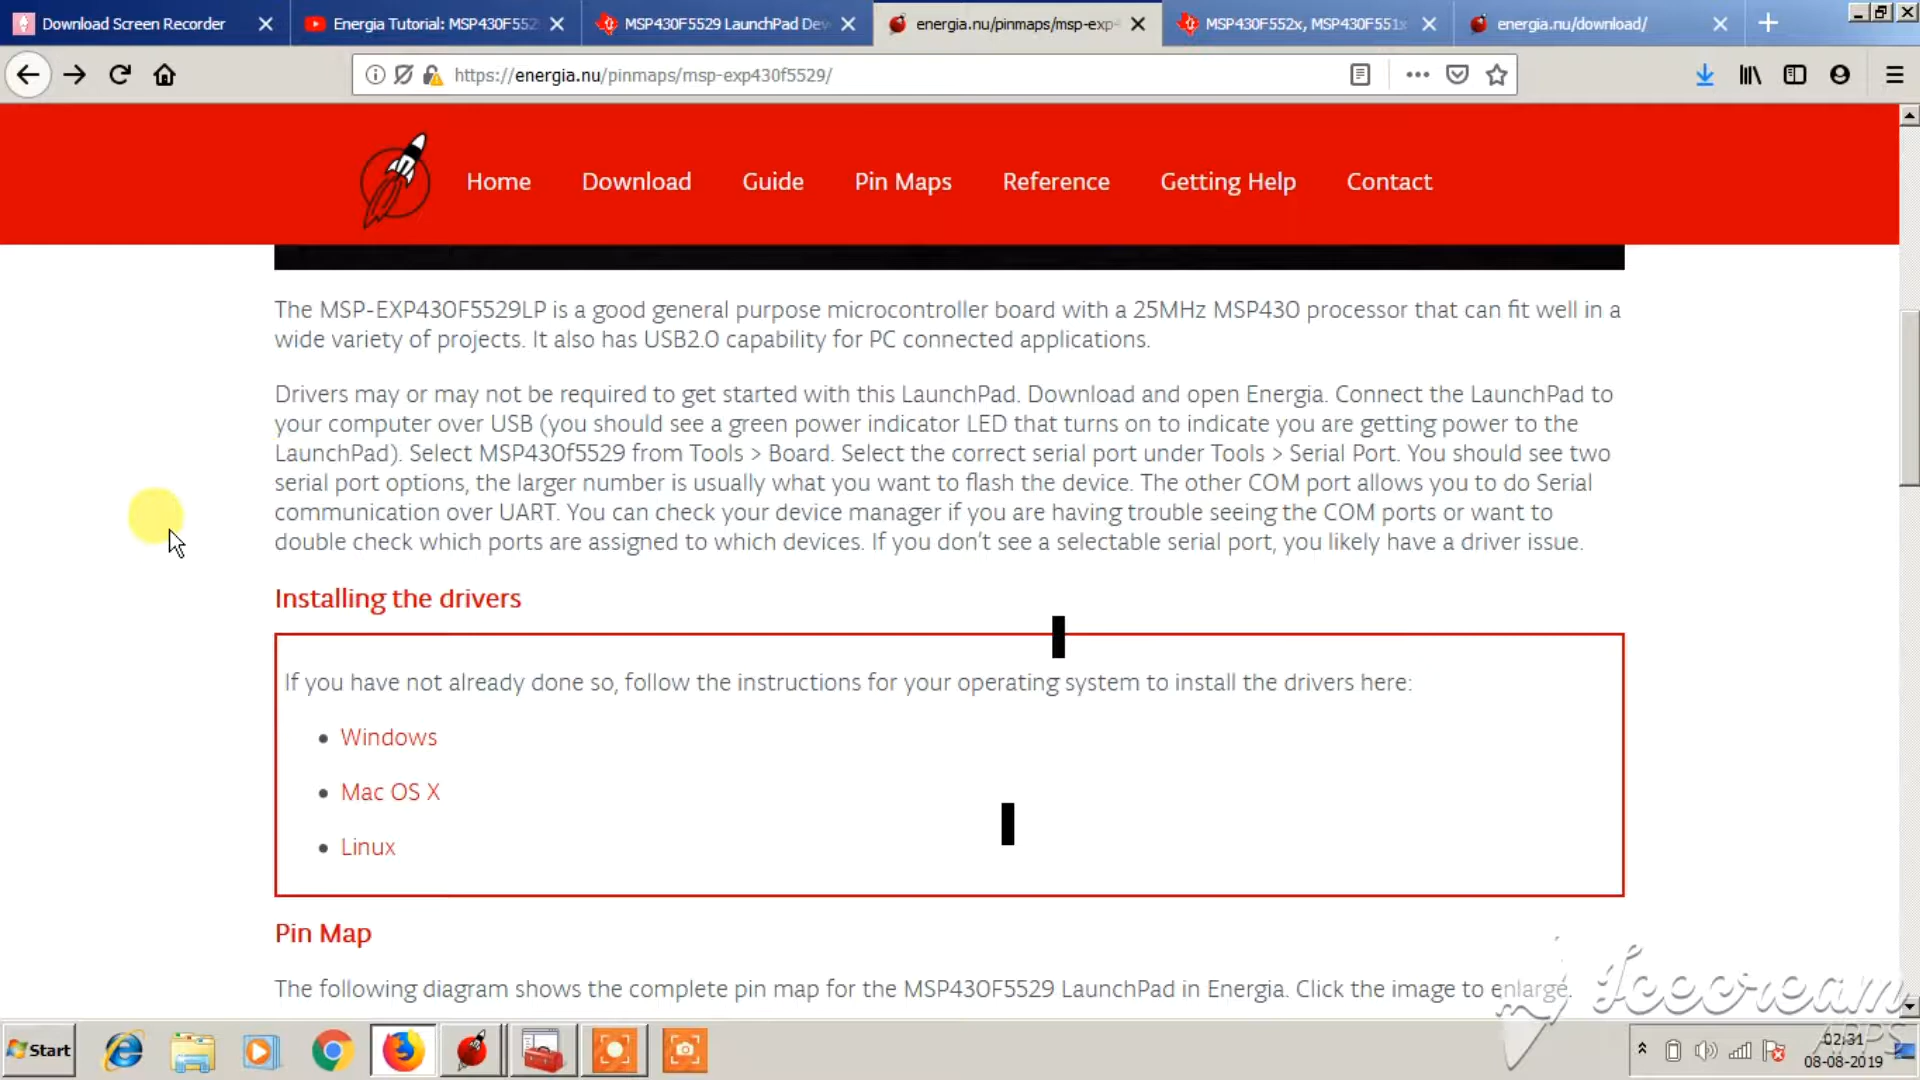 Download Screen Recorder
Energia Tutorial: MSP430F552
MSP430F5529 LaunchPad Dev
energia.nu/pinmaps/msp-exp4
MSP430F552x, MSP430F551x
energia.nu/download/
https://energia.nu/pinmaps/msp-exp430f5529/
Home
Download
Guide
Pin Maps
Reference
Getting Help
Contact
The MSP-EXP430F5529LP is a good general purpose microcontroller board with a 25MHz MSP430 processor that can fit well in a
wide variety of projects. It also has USB2.0 capability for PC connected applications.
Drivers may or may not be required to get started with this LaunchPad. Download and open Energia. Connect the LaunchPad to
your computer over USB (you should see a green power indicator LED that turns on to indicate you are getting power to the
LaunchPad). Select MSP430f5529 from Tools > Board. Select the correct serial port under Tools > Serial Port. You should see two
serial port options, the larger number is usually what you want to flash the device. The other COM port allows you to do Serial
communication over UART. You can check your device manager if you are having trouble seeing the COM ports or want to
double check which ports are assigned to which devices. If you don't see a selectable serial port, you likely have a driver issue.
Installing the drivers
If you have not already done so, follow the instructions for your operating system to install the drivers here:
Windows
Mac OS X
Linux
Pin Map
The following diagram shows the complete pin map for the MSP430F5529 LaunchPad in Energia. Click the image to enlarge.
Icecream
APPS
Start
02:31
08-08-2019